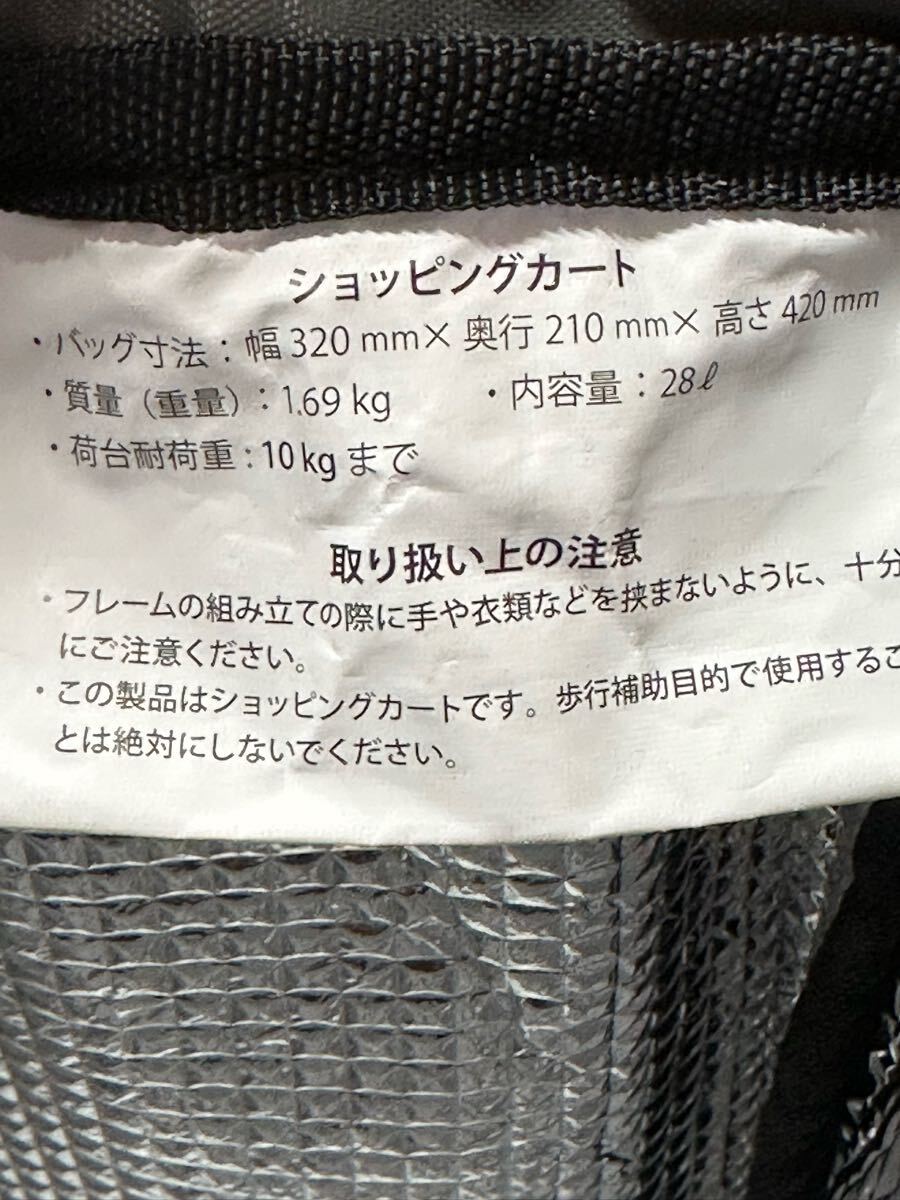 ショッピングカート
・バッグ寸法：幅 320 mm× 奥行 210 mm× 高さ 420 mm
・質量（重量）：1.69 kg ・内容量：28ℓ
・荷台耐荷重：10 kg まで
取り扱い上の注意
・フレームの組み立ての際に手や衣類などを挟まないように、十分
にご注意ください。
・この製品はショッピングカートです。歩行補助目的で使用するこ
とは絶対にしないでください。